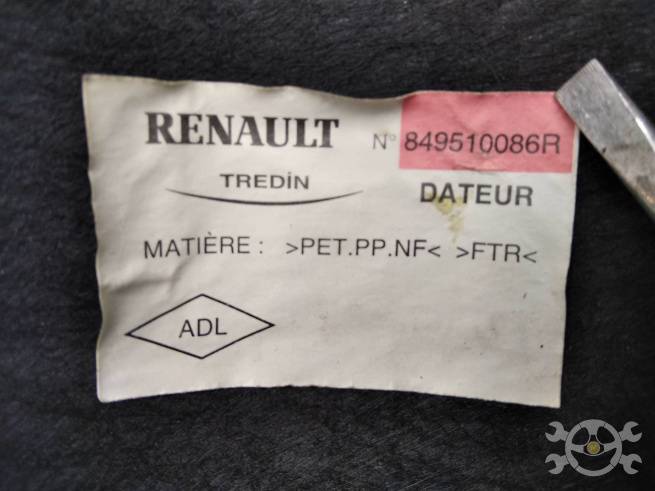 RENAULT N° 849510086R
TREDİN DATEUR
MATIÈRE : >PET.PP.NF< >FTR<
ADL